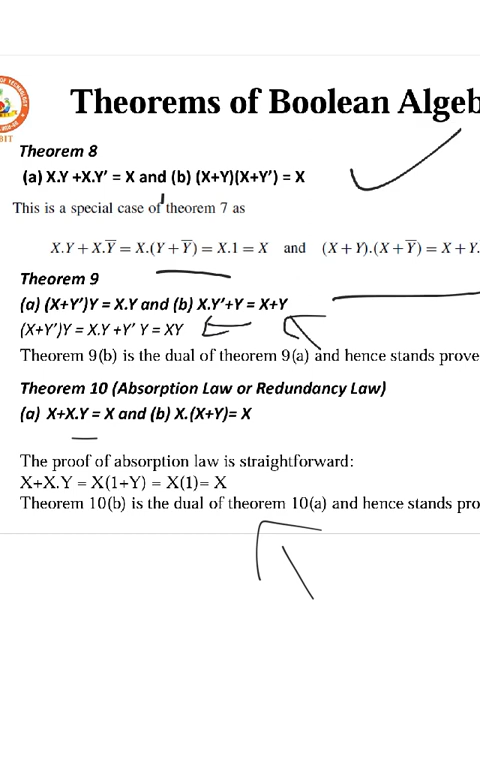 Theorems of Boolean Algeb
BIT
Theorem 8
(a) X.Y +X.Y’ = X and (b) (X+Y)(X+Y’) = X
This is a special case of theorem 7 as
X.Y + X.Y̅ = X.(Y + Y̅) = X.1 = X and (X + Y).(X + Y̅) = X + Y.
Theorem 9
(a) (X+Y’)Y = X.Y and (b) X.Y’+Y = X+Y
(X+Y’)Y = X.Y +Y’ Y = XY
Theorem 9(b) is the dual of theorem 9(a) and hence stands prove
Theorem 10 (Absorption Law or Redundancy Law)
(a) X+X.Y = X and (b) X.(X+Y)= X
The proof of absorption law is straightforward:
X+X.Y = X(1+Y) = X(1)= X
Theorem 10(b) is the dual of theorem 10(a) and hence stands pro